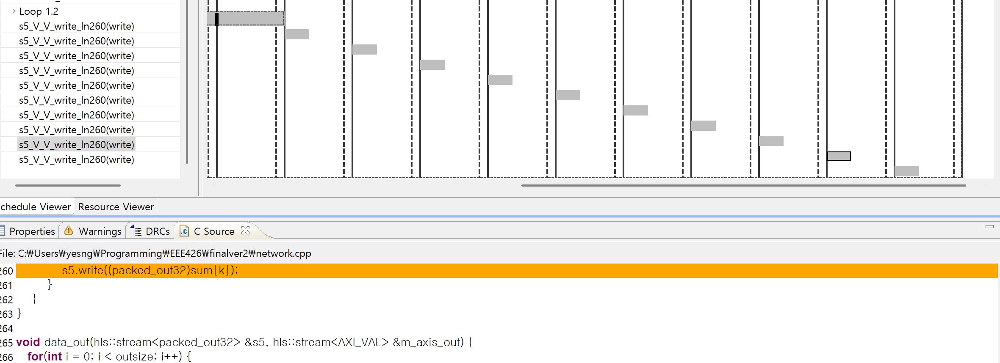 Loop 1.2
s5_V_V_write_ln260(write)
s5_V_V_write_ln260(write)
s5_V_V_write_ln260(write)
s5_V_V_write_ln260(write)
s5_V_V_write_ln260(write)
s5_V_V_write_ln260(write)
s5_V_V_write_ln260(write)
s5_V_V_write_ln260(write)
s5_V_V_write_ln260(write)
s5_V_V_write_ln260(write)
chedule Viewer Resource Viewer
Properties Warnings DRCs C Source
File: C:₩Users₩yesng₩Programming₩EEE426₩finalver2₩network.cpp
260 s5.write((packed_out32)sum[k]);
261 }
262 }
263 }
264
265 void data_out(hls::stream<packed_out32> &s5, hls::stream<AXI_VAL> &m_axis_out) {
266 for(int i = 0; i < outsize; i++) {